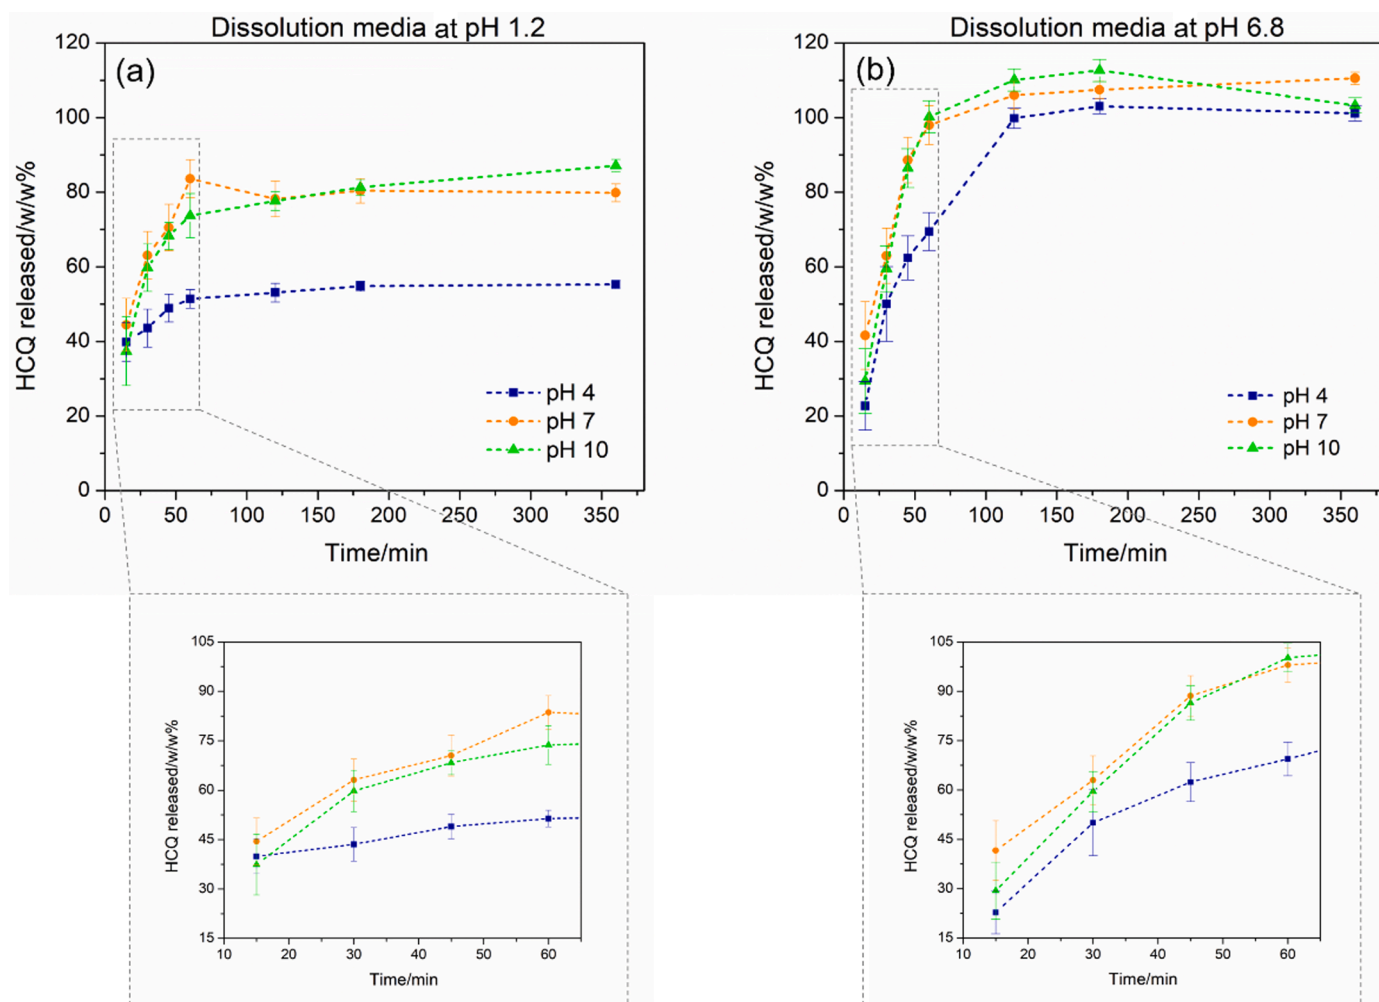 Dissolution media at pH 1.2
(a)
120
100
80
60
40
20
0
HCQ released/w/w%
pH 4
pH 7
pH 10
0 50 100 150 200 250 300 350
Time/min
Dissolution media at pH 6.8
(b)
120
100
80
60
40
20
0
HCQ released/w/w%
pH 4
pH 7
pH 10
0 50 100 150 200 250 300 350
Time/min
105
90
75
60
45
30
15
HCQ released/w/w%
10 20 30 40 50 60
Time/min
105
90
75
60
45
30
15
HCQ released/w/w%
10 20 30 40 50 60
Time/min